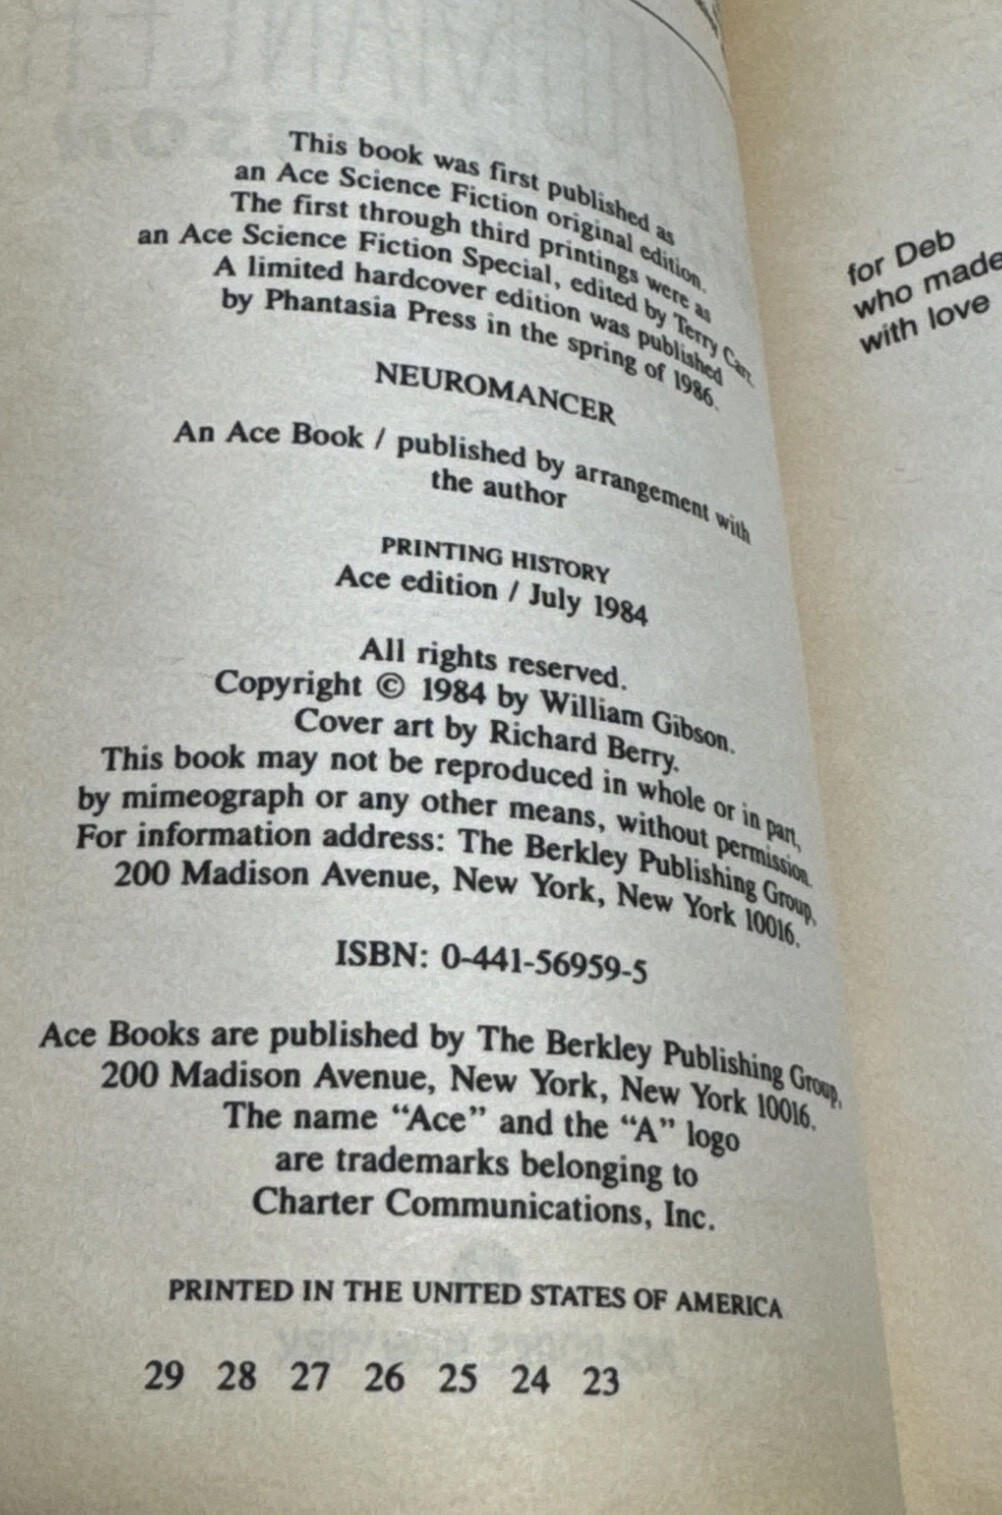 This book was first published as
an Ace Science Fiction original edition.
The first through third printings were as
an Ace Science Fiction Special, edited by Terry Carr.
A limited hardcover edition was published
by Phantasia Press in the spring of 1986.
NEUROMANCER
An Ace Book / published by arrangement with
the author
PRINTING HISTORY
Ace edition / July 1984
All rights reserved.
Copyright © 1984 by William Gibson.
Cover art by Richard Berry.
This book may not be reproduced in whole or in part,
by mimeograph or any other means, without permission.
For information address: The Berkley Publishing Group,
200 Madison Avenue, New York, New York 10016.
ISBN: 0-441-56959-5
Ace Books are published by The Berkley Publishing Group,
200 Madison Avenue, New York, New York 10016.
The name “Ace” and the “A” logo
are trademarks belonging to
Charter Communications, Inc.
PRINTED IN THE UNITED STATES OF AMERICA
29 28 27 26 25 24 23
for Deb
who made
with love